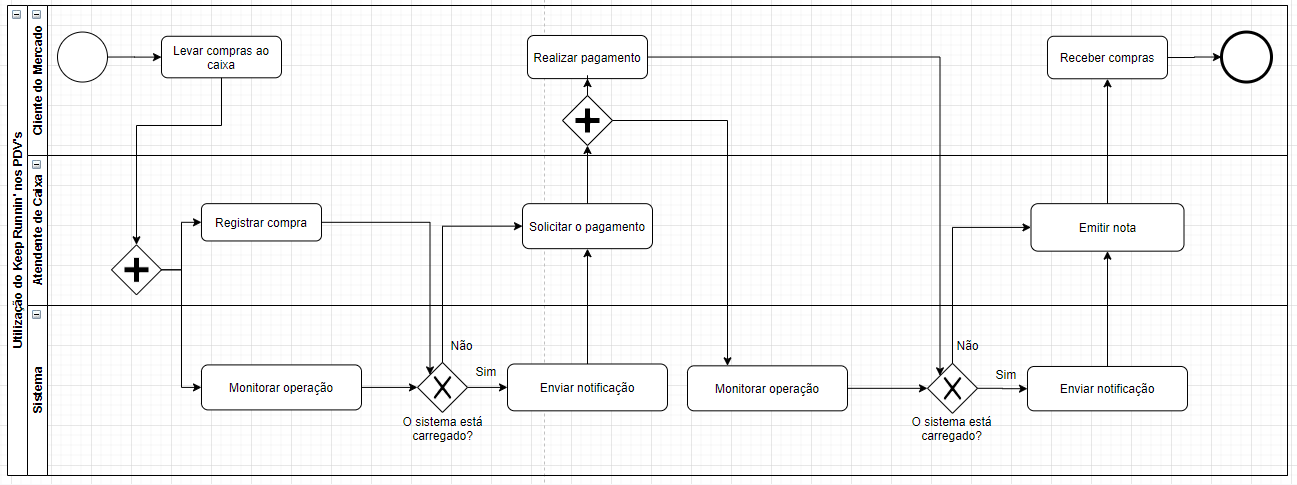 Utilização do Keep Runnin' nos PDV's
Cliente do Mercado
Levar compras ao
caixa
Realizar pagamento
Receber compras
Atendente de Caixa
Registrar compra
Solicitar o pagamento
Emitir nota
Sistema
Monitorar operação
Não
Sim
O sistema está
carregado?
Enviar notificação
Monitorar operação
Não
Sim
O sistema está
carregado?
Enviar notificação